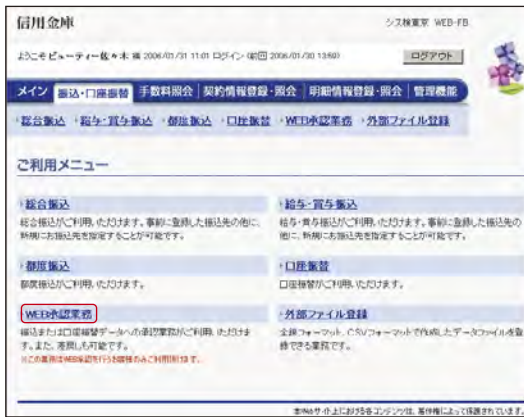 信用金庫
シス検東京 WEB-FB
ようこそ ビューティー佐々木 様 2006/01/31 11:01 ログイン (前回 2006/01/30 13:59)
ログアウト
メイン 振込・口座振替 手数料照会 契約情報登録・照会 明細情報登録・照会 管理機能
総合振込 給与・賞与振込 都度振込 口座振替 WEB承認業務 外部ファイル登録
ご利用メニュー
総合振込
総合振込がご利用いただけます。事前に登録した振込先の他に、
新規にお振込先を指定することが可能です。
給与・賞与振込
給与・賞与振込がご利用いただけます。事前に登録した振込先の
他に、新規にお振込先を指定することが可能です。
都度振込
都度振込がご利用いただけます。
口座振替
口座振替がご利用いただけます。
WEB承認業務
振込または口座振替データへの承認業務がご利用いただけま
す。また、差戻しも可能です。
※この業務はWEB承認を行うお客様のみご利用頂けます。
外部ファイル登録
全銀フォーマット、CSVフォーマットで作成したデータファイルを登
録できる業務です。
本Webサイト上における各コンテンツは、著作権によって保護されています。